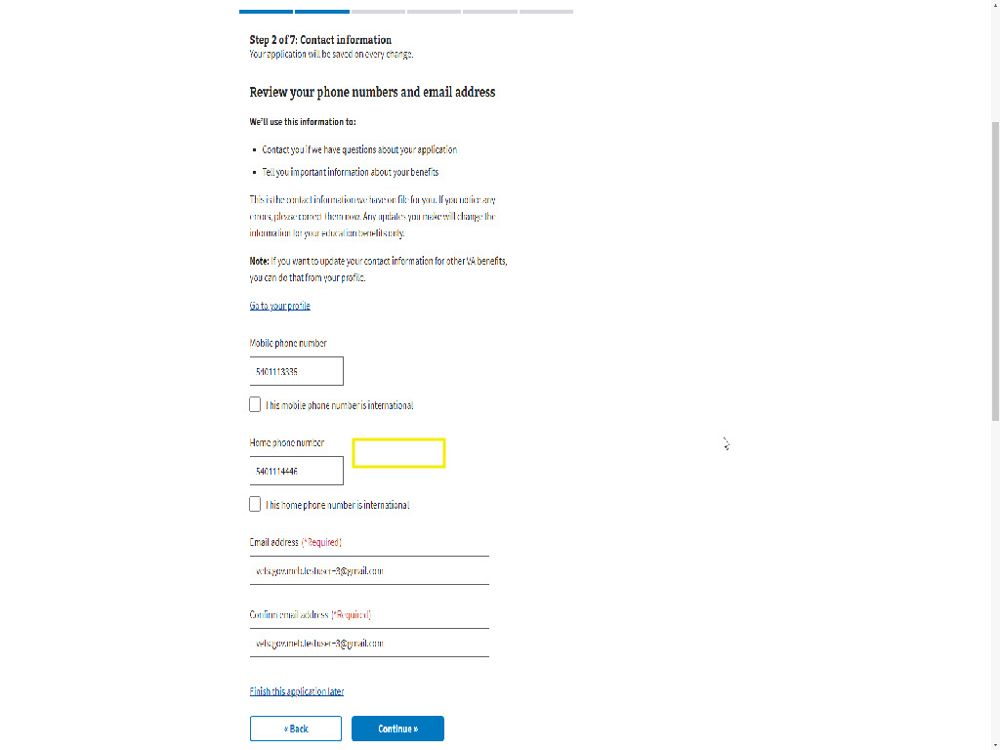 Step 2 of 7: Contact information
Your application will be saved on every change.
Review your phone numbers and email address
We'll use this information to:
Contact you if we have questions about your application
Tell you important information about your benefits
This is the contact information we have on file for you. If you notice any
errors, please correct them now. Any updates you make will change the
information for your education benefits only.
Note: If you want to update your contact information for other VA benefits,
you can do that from your profile.
Go to your profile
Mobile phone number
5401113335
This mobile phone number is international
Home phone number
5401114446
This home phone number is international
Email address (*Required)
vets.gov.meb.testuser+3@gmail.com
Confirm email address (*Required)
vets.gov.meb.testuser+3@gmail.com
Finish this application later
« Back
Continue »